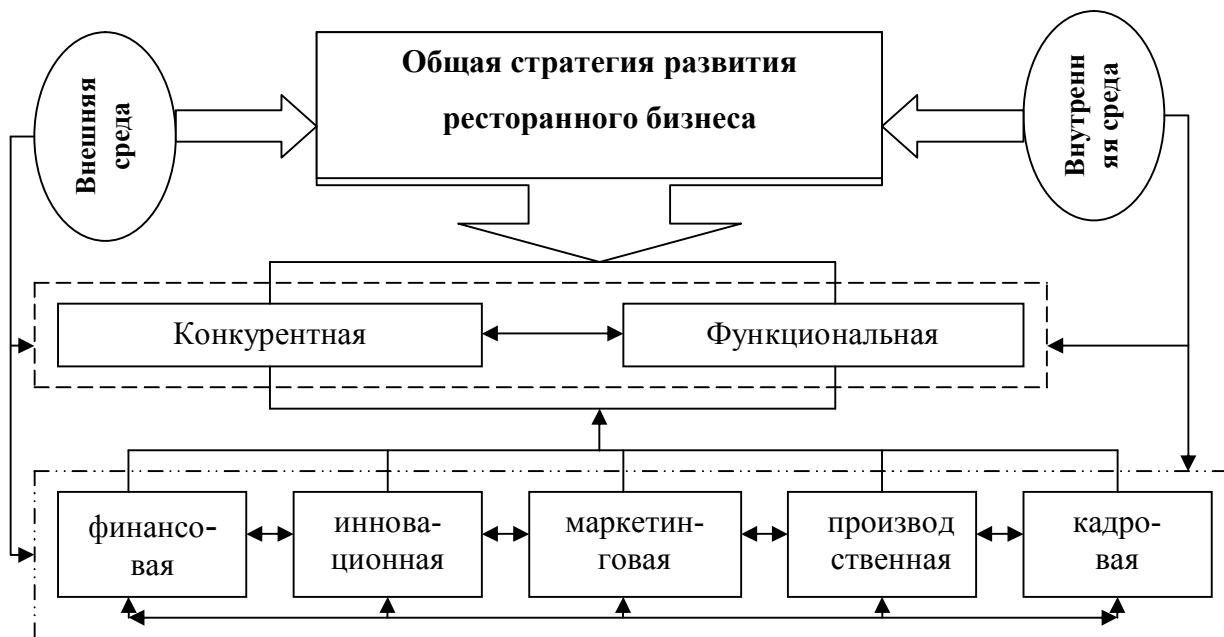 Общая стратегия развития
ресторанного бизнеса
Внешняя
среда
Внутренн
яя среда
Конкурентная
Функциональная
финансо-
вая
иннова-
ционная
маркетин-
говая
производ
ственная
кадро-
вая